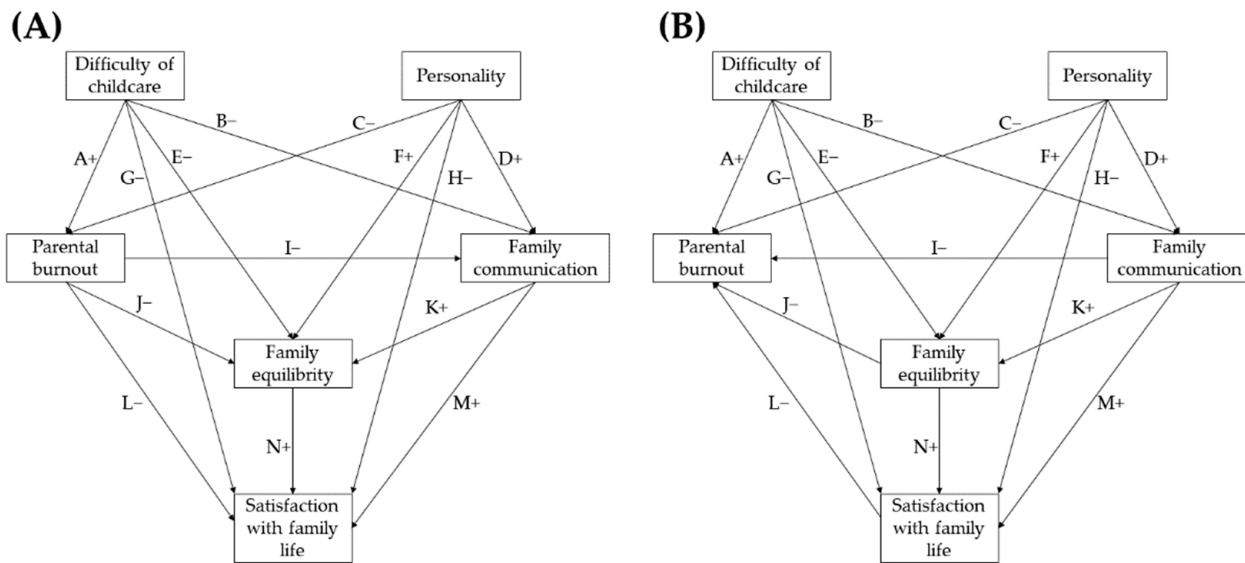 (A)
Difficulty of
childcare
Personality
A+
B−
C−
D+
E−
F+
G−
H−
Parental
burnout
I−
Family
communication
J−
K+
Family
equilibrity
L−
M+
N+
Satisfaction
with family
life
(B)
Difficulty of
childcare
Personality
A+
B−
C−
D+
E−
F+
G−
H−
Parental
burnout
I−
Family
communication
J−
K+
Family
equilibrity
L−
M+
N+
Satisfaction
with family
life